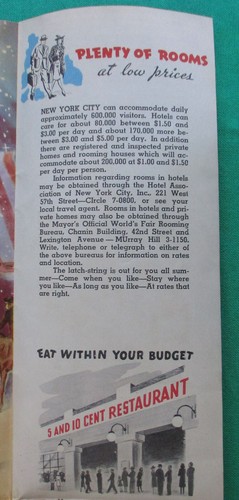 PLENTY OF ROOMS
at low prices
NEW YORK CITY can accommodate daily
approximately 600,000 visitors. Hotels can
care for about 80,000 between $1.50 and
$3.00 per day and about 170,000 more be-
tween $3.00 and $5.00 per day. In addition
there are registered and inspected private
homes and rooming houses which will ac-
commodate about 200,000 at $1.00 and $1.50
per day per person.
Information regarding rooms in hotels
may be obtained through the Hotel Asso-
ciation of New York City, Inc., 221 West
57th Street—CIrcle 7-0800, or see your
local travel agent. Rooms in hotels and pri-
vate homes may also be obtained through
the Mayor's Official World's Fair Rooming
Bureau, Chanin Building, 42nd Street and
Lexington Avenue — MUrray Hill 3-1150.
Write, telephone or telegraph to either of
the above bureaus for information on rates
and location.
The latch-string is out for you all sum-
mer—Come when you like—Stay where
you like—As long as you like—At rates that
are right.
EAT WITHIN YOUR BUDGET
5 AND 10 CENT RESTAURANT